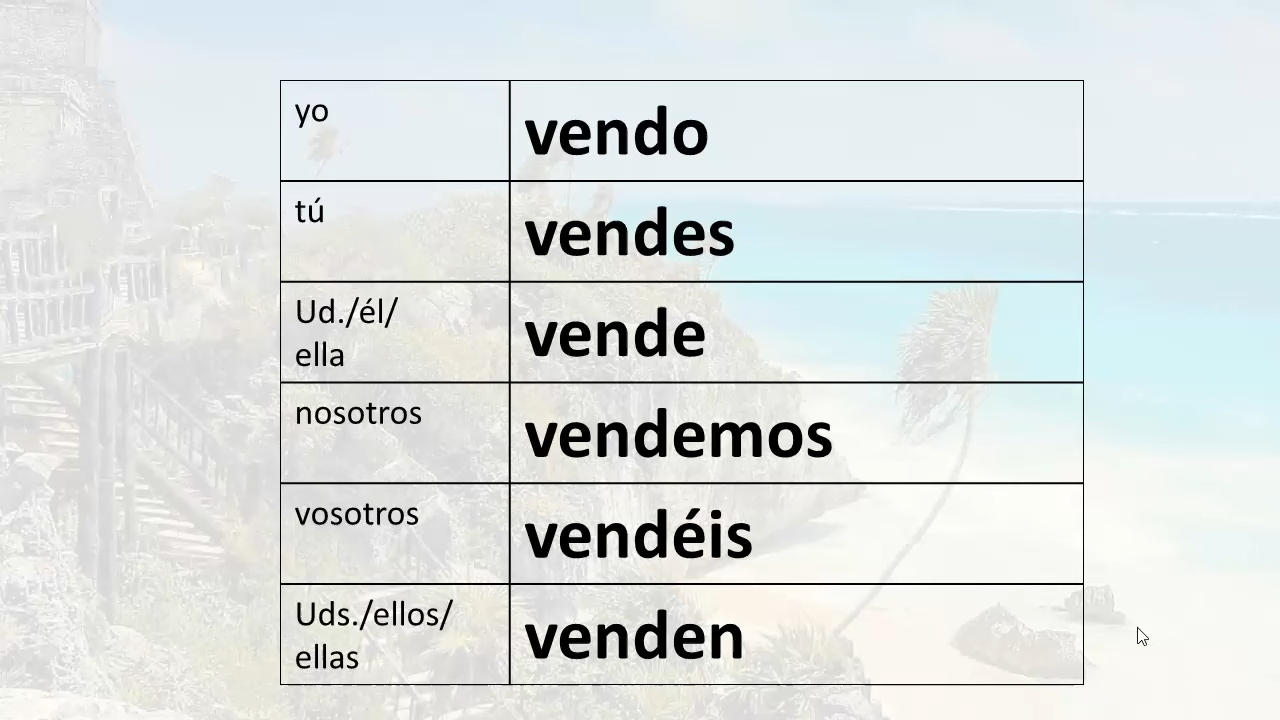 yo
vendo
tú
vendes
Ud./él/
ella
vende
nosotros
vendemos
vosotros
vendéis
Uds./ellos/
ellas
venden